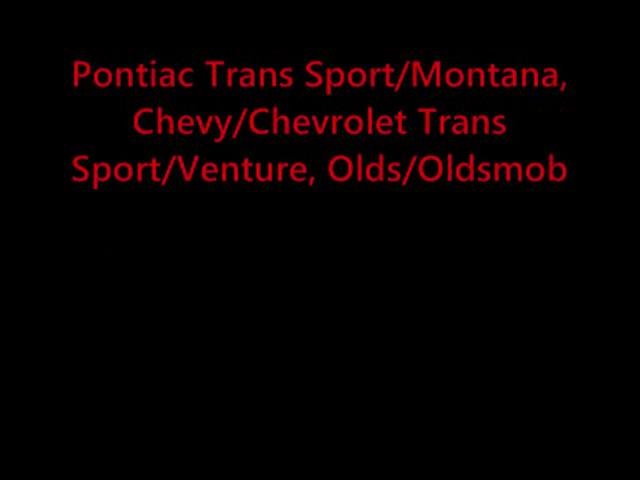 Pontiac Trans Sport/Montana,
Chevy/Chevrolet Trans
Sport/Venture, Olds/Oldsmob